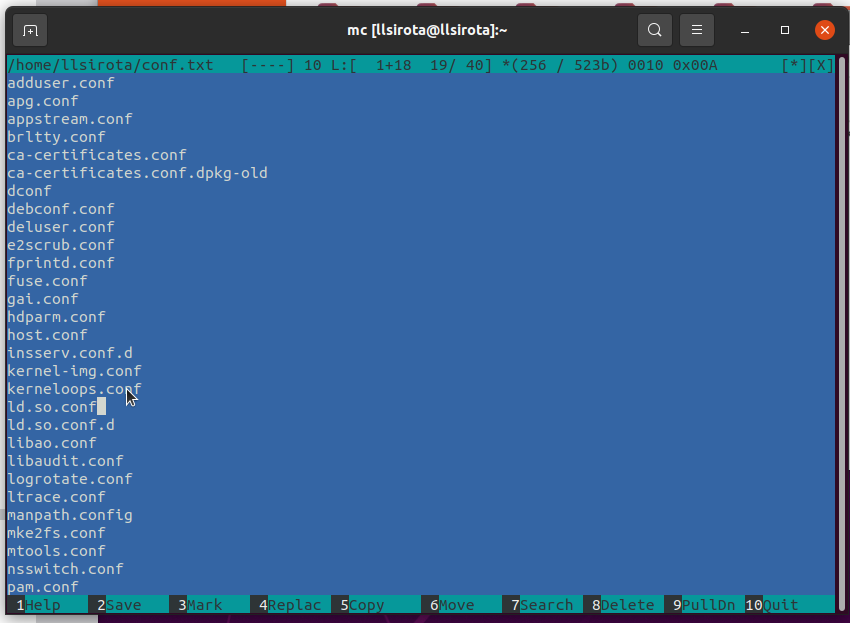 mc [llsirota@llsirota]:~
/home/llsirota/conf.txt   [----] 10 L:[  1+18  19/ 40] *(256 / 523b) 0010 0x00A       [*][X]
adduser.conf
apg.conf
appstream.conf
brltty.conf
ca-certificates.conf
ca-certificates.conf.dpkg-old
dconf
debconf.conf
deluser.conf
e2scrub.conf
fprintd.conf
fuse.conf
gai.conf
hdparm.conf
host.conf
insserv.conf.d
kernel-img.conf
kerneloops.conf
ld.so.conf
ld.so.conf.d
libao.conf
libaudit.conf
logrotate.conf
ltrace.conf
manpath.config
mke2fs.conf
mtools.conf
nsswitch.conf
pam.conf
1Help   2Save   3Mark   4Replac 5Copy   6Move   7Search 8Delete 9PullDn 10Quit